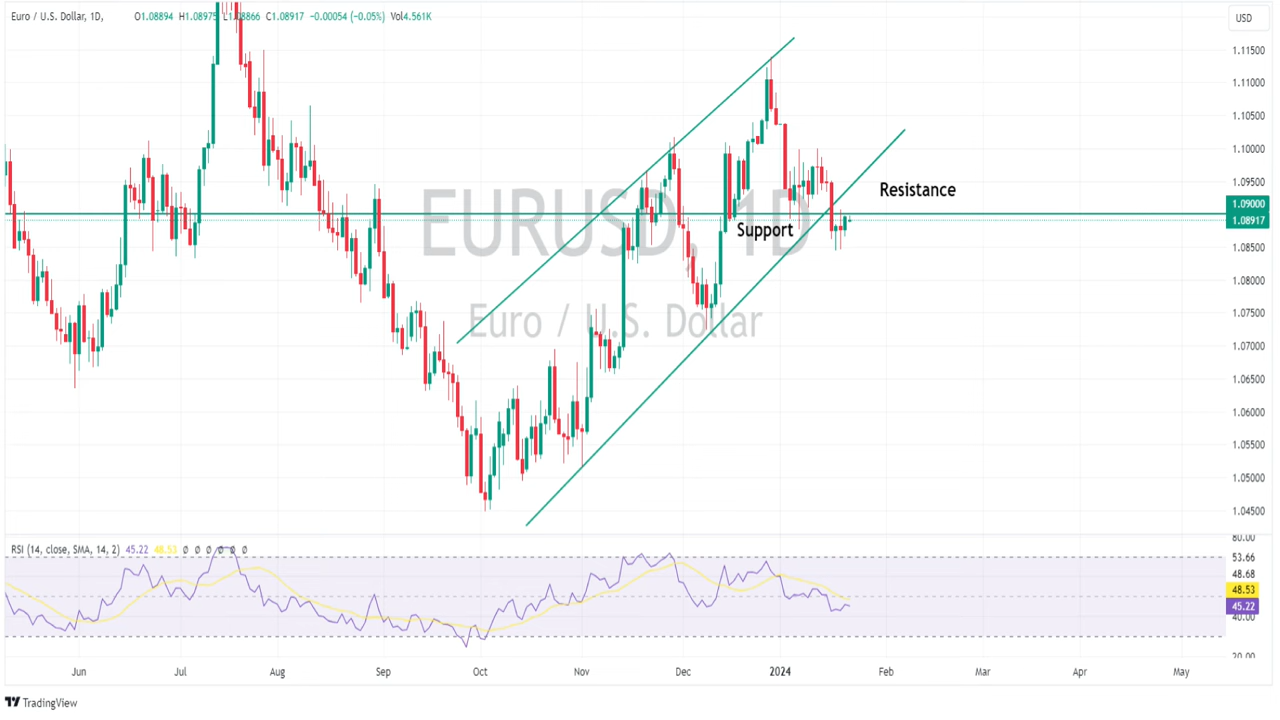 Euro / U.S. Dollar, 1D, O1.08894 H1.08975 L1.08866 C1.08917 −0.00054 (−0.05%) Vol4.561K
USD
1.11500
1.11000
1.10500
1.10000
1.09500
Resistance
1.09000
1.08917
EURUSD, 1D
Support
1.08500
1.08000
Euro / U.S. Dollar
1.07500
1.07000
1.06500
1.06000
1.05500
1.05000
1.04500
80.00
RSI (14, close, SMA, 14, 2) 45.22 48.53 Ø Ø Ø Ø Ø Ø
53.66
48.68
48.53
45.22
40.00
20.00
Jun Jul Aug Sep Oct Nov Dec 2024 Feb Mar Apr May
TradingView